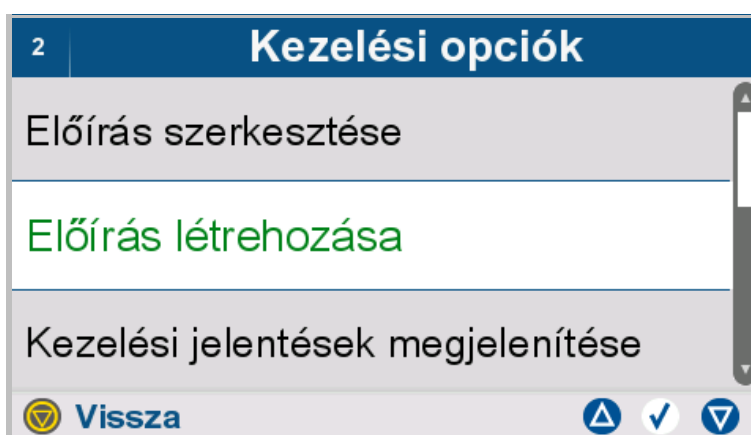 2
Kezelési opciók
Előírás szerkesztése
Előírás létrehozása
Kezelési jelentések megjelenítése
Vissza